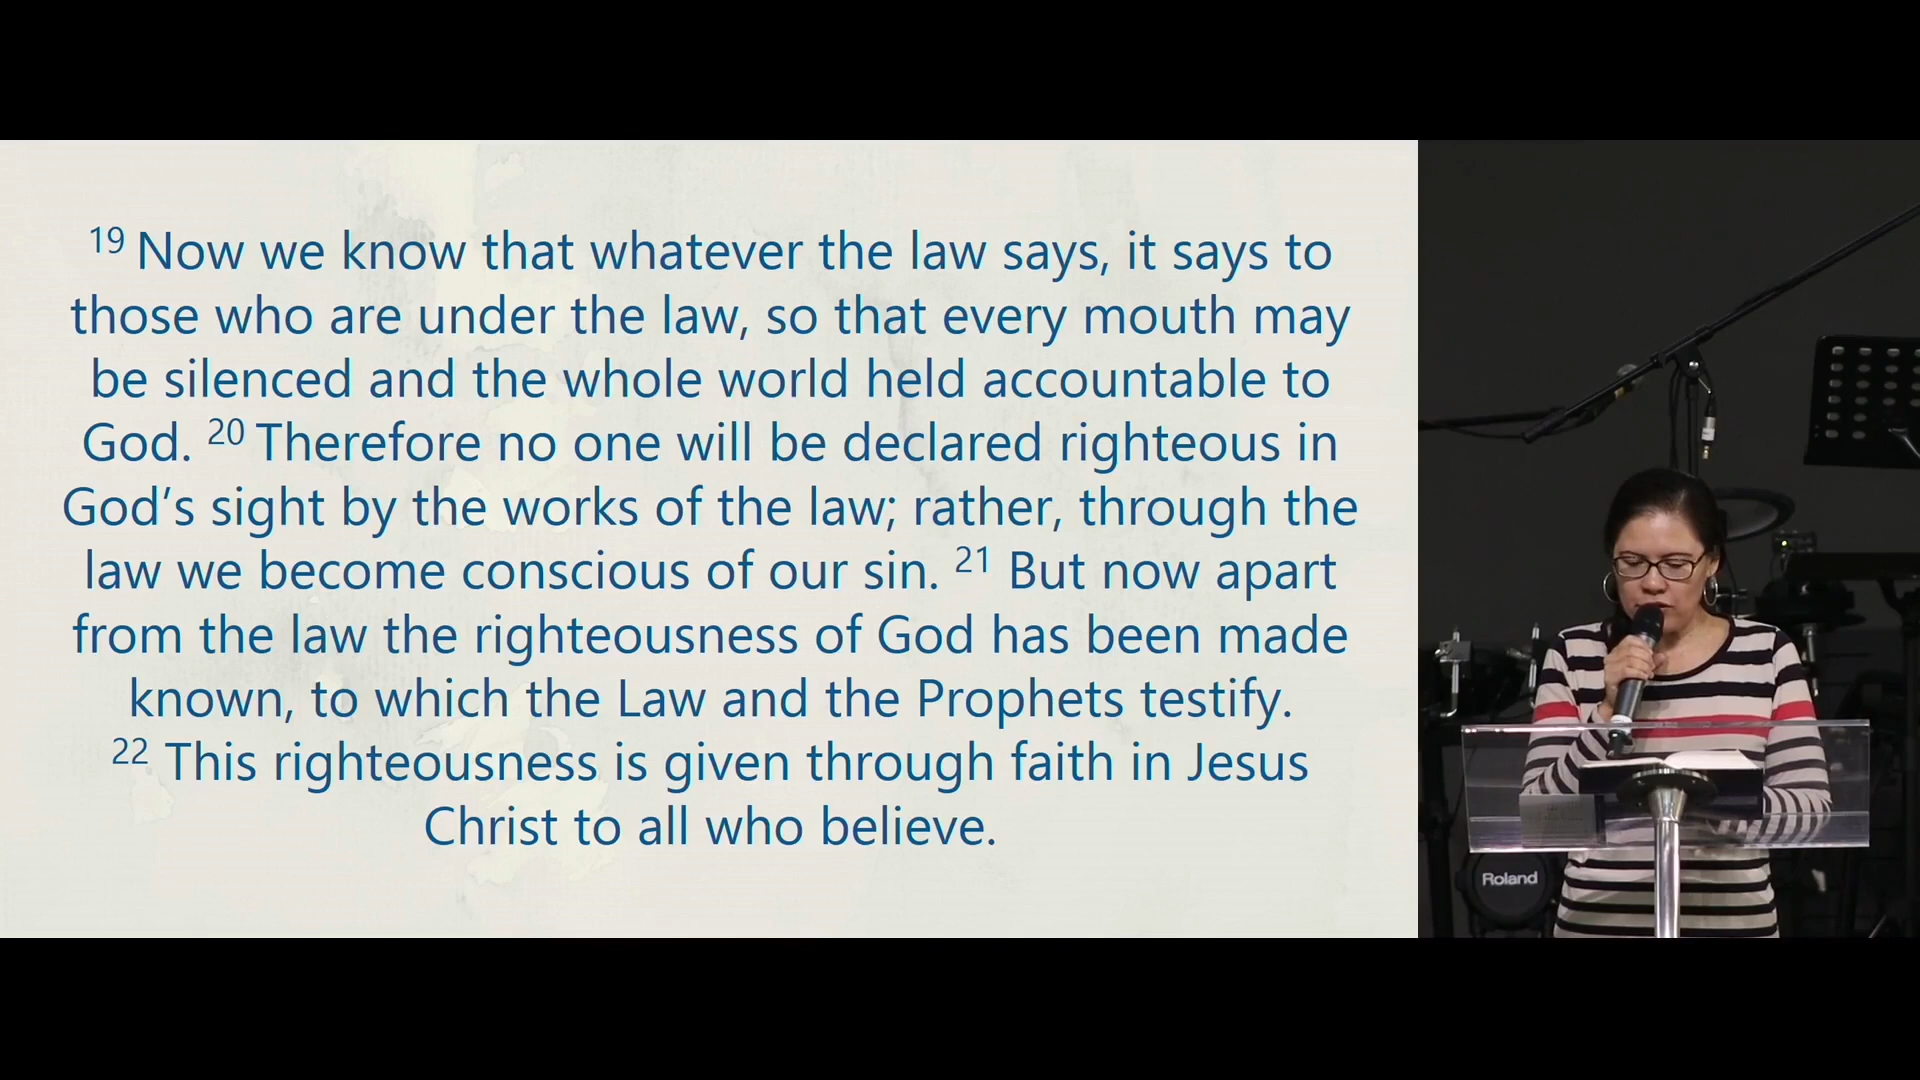 19 Now we know that whatever the law says, it says to
those who are under the law, so that every mouth may
be silenced and the whole world held accountable to
God. 20 Therefore no one will be declared righteous in
God’s sight by the works of the law; rather, through the
law we become conscious of our sin. 21 But now apart
from the law the righteousness of God has been made
known, to which the Law and the Prophets testify.
22 This righteousness is given through faith in Jesus
Christ to all who believe.
Roland